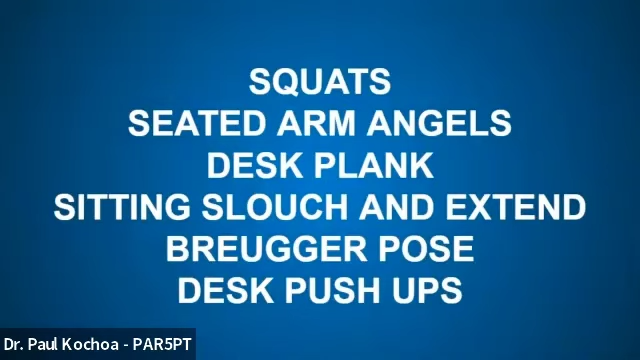 SQUATS
SEATED ARM ANGELS
DESK PLANK
SITTING SLOUCH AND EXTEND
BREUGGER POSE
DESK PUSH UPS
Dr. Paul Kochoa - PAR5PT